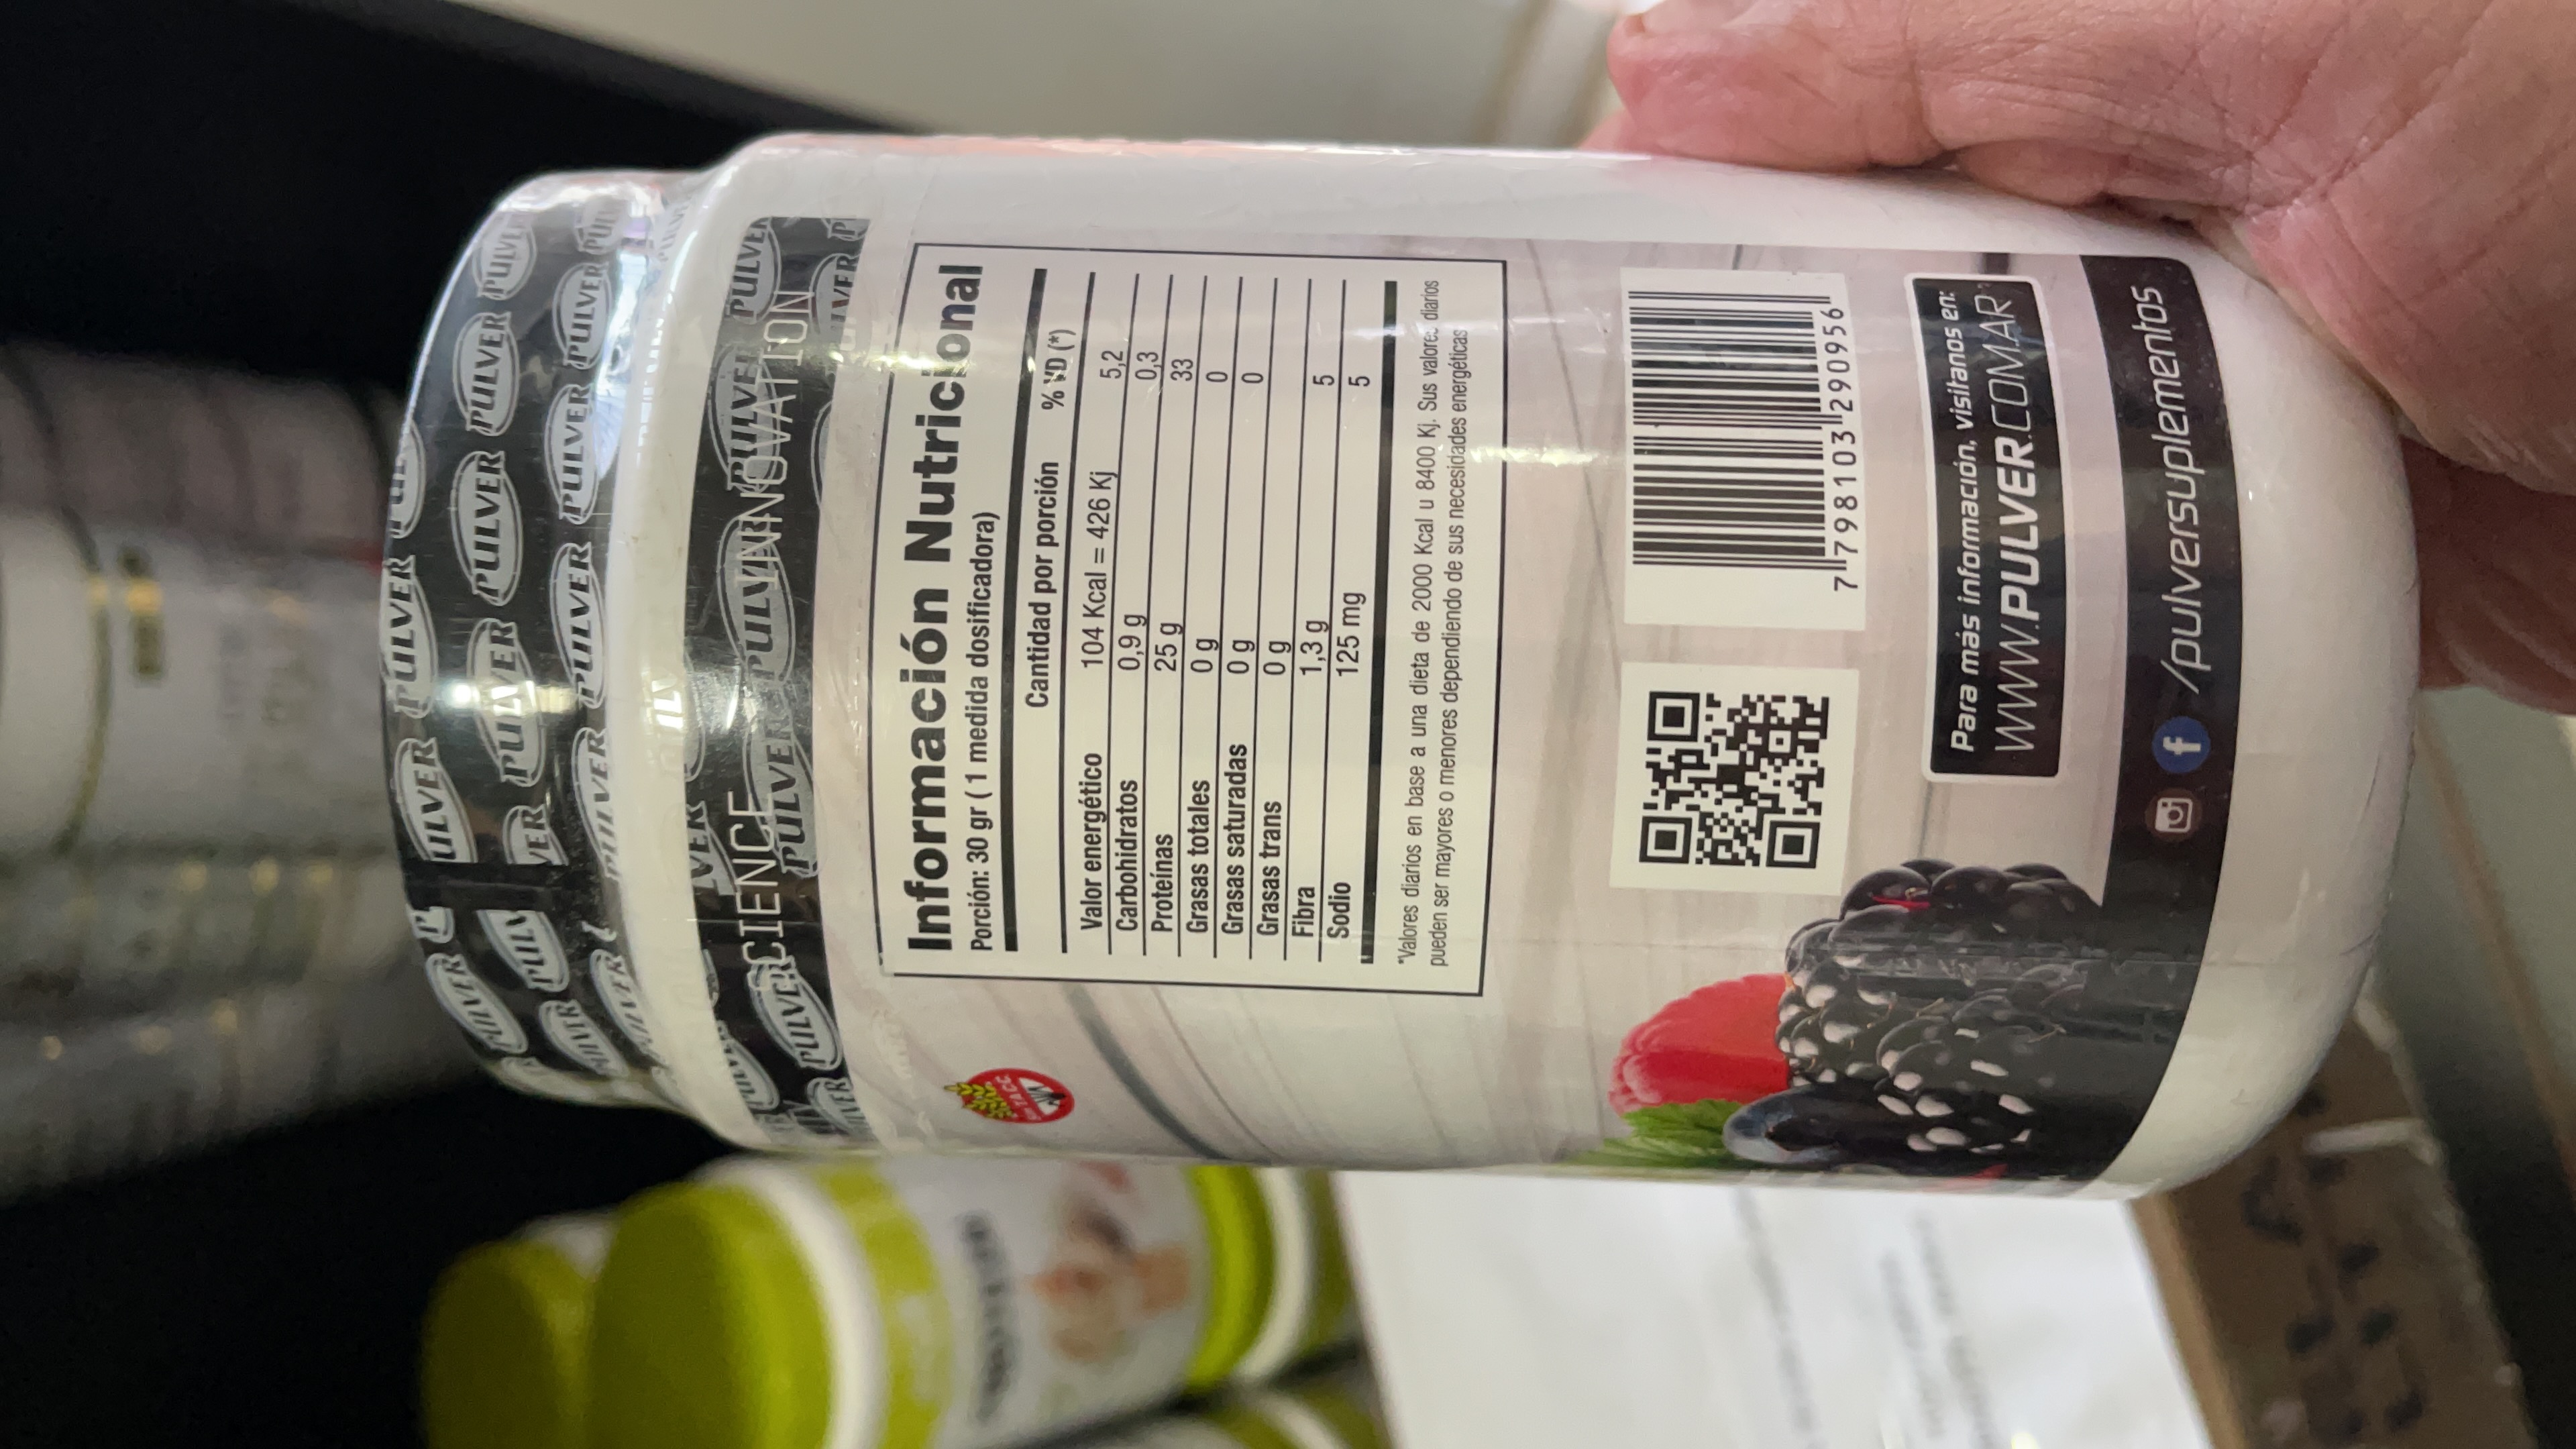 PULVER
SCIENCE INNOVATION
SIN TACC
Información Nutricional
Porción: 30 gr ( 1 medida dosificadora)
Cantidad por porción % VD (*)
Valor energético 104 Kcal = 426 Kj 5,2
Carbohidratos 0,9 g 0,3
Proteínas 25 g 33
Grasas totales 0 g 0
Grasas saturadas 0 g 0
Grasas trans 0 g
Fibra 1,3 g 5
Sodio 125 mg 5
*Valores diarios en base a una dieta de 2000 Kcal u 8400 Kj. Sus valores diarios
pueden ser mayores o menores dependiendo de sus necesidades energéticas
7 798103 290956
Para más información, visitanos en:
WWW.PULVER.COM.AR
/pulversuplementos